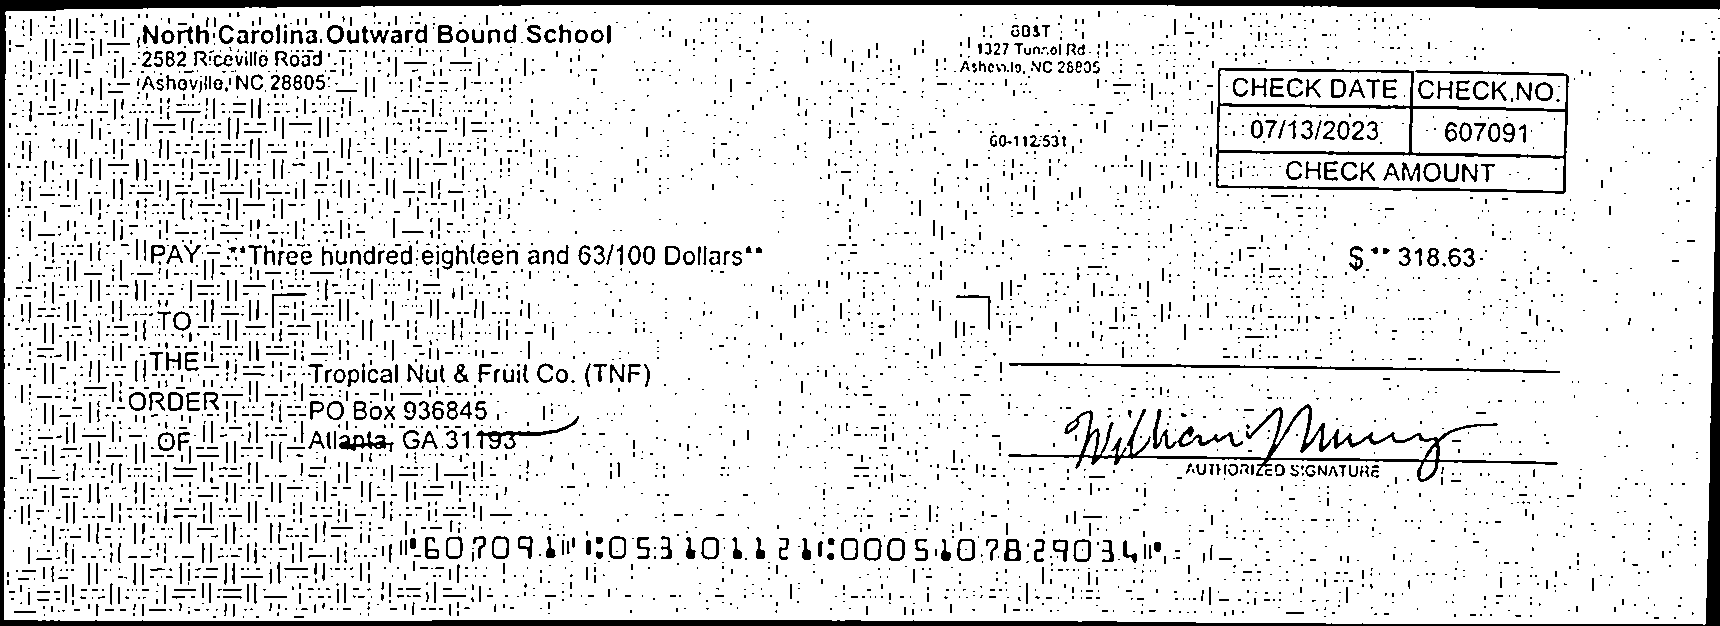 North Carolina Outward Bound School
2582 Riceville Road
Asheville, NC 28805
BB&T
1327 Tunnel Rd
Asheville, NC 28805
60-112/531
CHECK DATE CHECK NO.
07/13/2023 607091
CHECK AMOUNT
PAY **Three hundred eighteen and 63/100 Dollars** $ ** 318.63
TO
THE
ORDER
OF
Tropical Nut & Fruit Co. (TNF)
PO Box 936845
Atlanta, GA 31193
William Murray
AUTHORIZED SIGNATURE
⑈607091⑈ ⑆053101121⑆0005107829034⑈